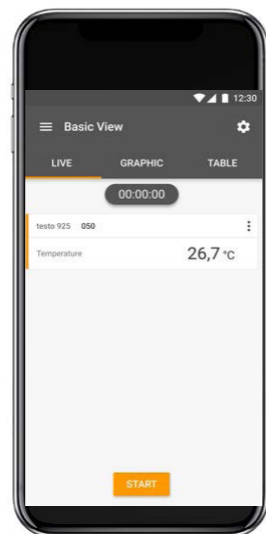 12:30
Basic View
LIVE GRAPHIC TABLE
00:00:00
testo 925 050
Temperature 26,7 °C
START